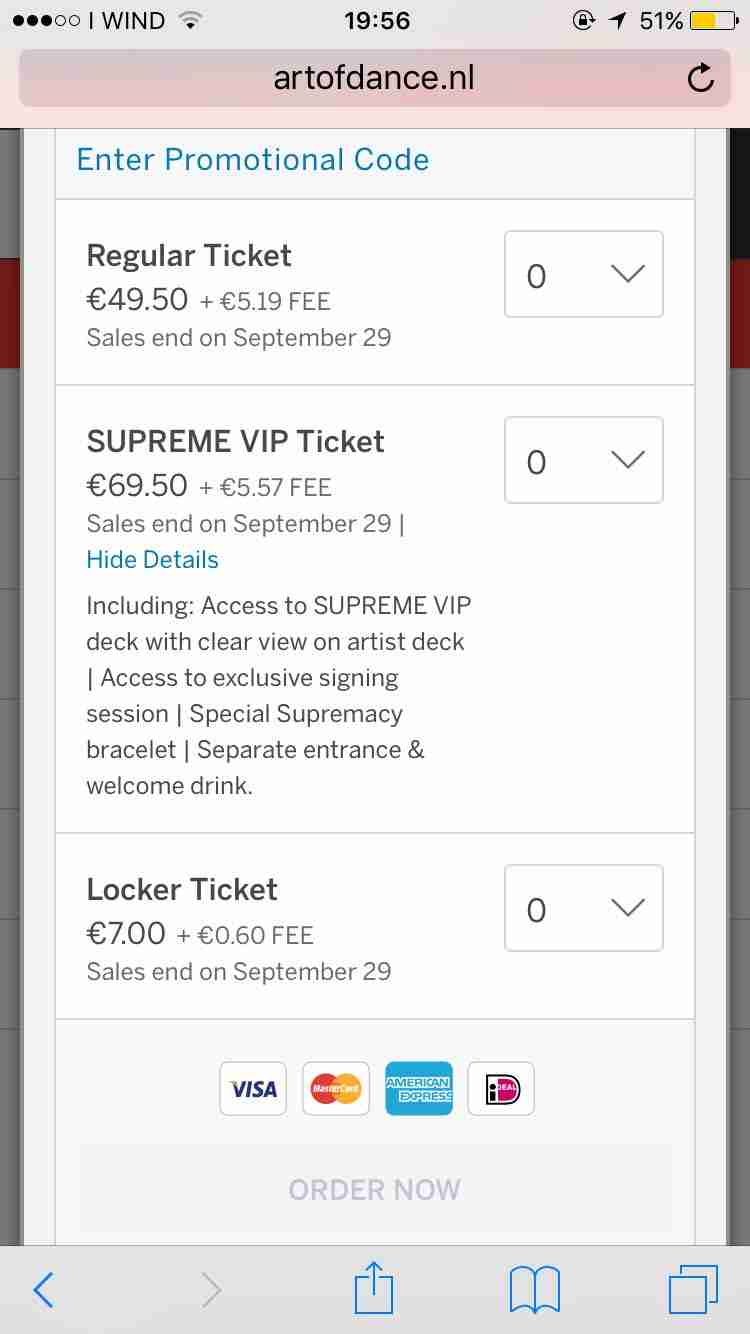 I WIND 19:56 51%
artofdance.nl
Enter Promotional Code
Regular Ticket
0
€49.50 + €5.19 FEE
Sales end on September 29
SUPREME VIP Ticket
0
€69.50 + €5.57 FEE
Sales end on September 29 |
Hide Details
Including: Access to SUPREME VIP
deck with clear view on artist deck
| Access to exclusive signing
session | Special Supremacy
bracelet | Separate entrance &
welcome drink.
Locker Ticket
0
€7.00 + €0.60 FEE
Sales end on September 29
VISA MasterCard AMERICAN EXPRESS iDEAL
ORDER NOW